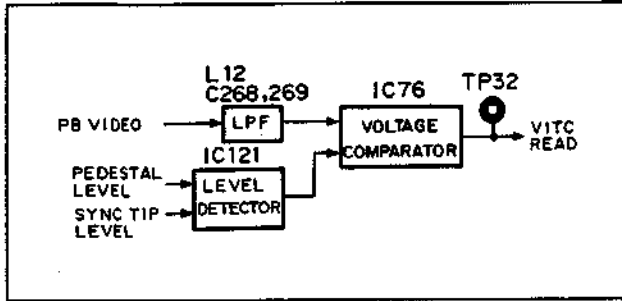 L12
C268,269
IC76
TP32
PB VIDEO
LPF
VOLTAGE
COMPARATOR
VITC
READ
IC121
PEDESTAL
LEVEL
SYNC TIP
LEVEL
LEVEL
DETECTOR